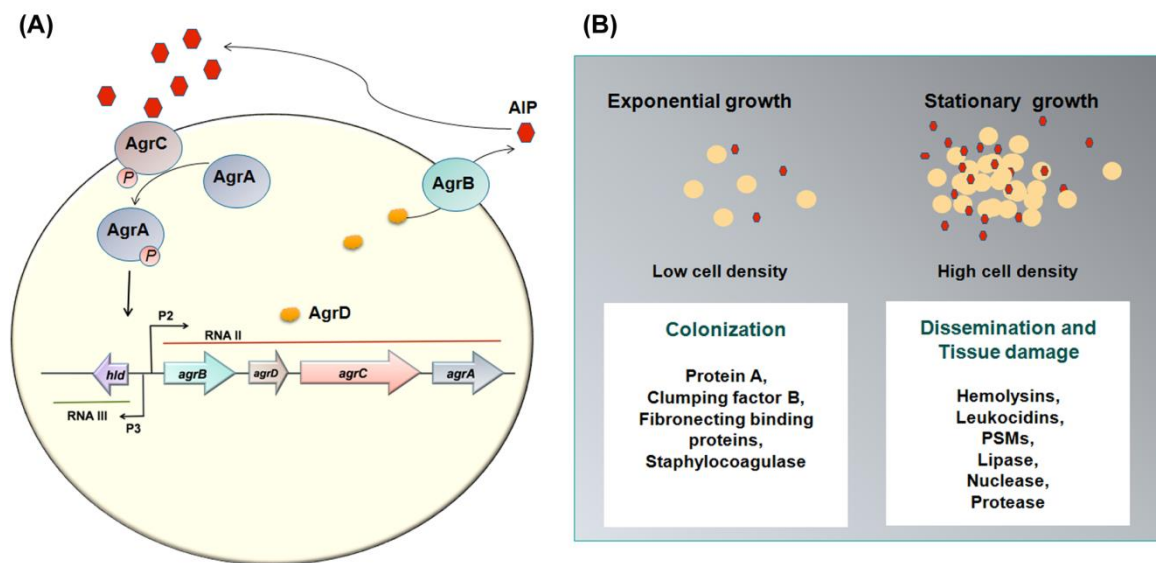 (A)
AIP
AgrC
P
AgrA
AgrB
AgrA
P
AgrD
P2
RNA II
hld
agrB
agrD
agrC
agrA
RNA III
P3
(B)
Exponential growth
Stationary growth
Low cell density
High cell density
Colonization
Protein A,
Clumping factor B,
Fibronecting binding
proteins,
Staphylocoagulase
Dissemination and
Tissue damage
Hemolysins,
Leukocidins,
PSMs,
Lipase,
Nuclease,
Protease